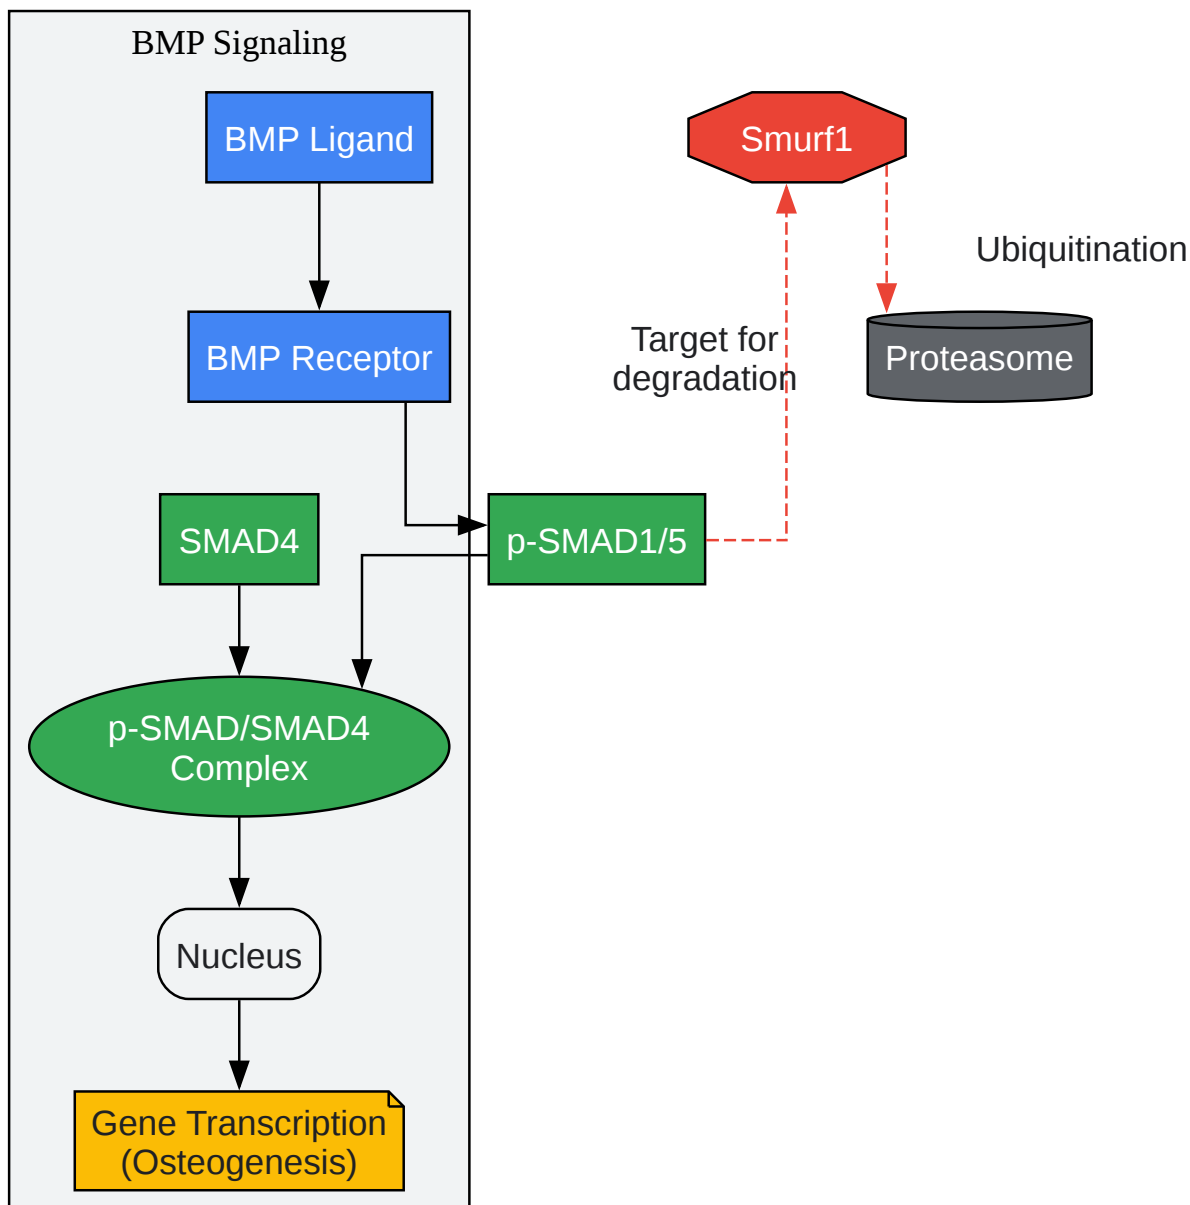 BMP Signaling
BMP Ligand
Smurf1
Ubiquitination
BMP Receptor
Target for
degradation
Proteasome
SMAD4
p-SMAD1/5
p-SMAD/SMAD4
Complex
Nucleus
Gene Transcription
(Osteogenesis)